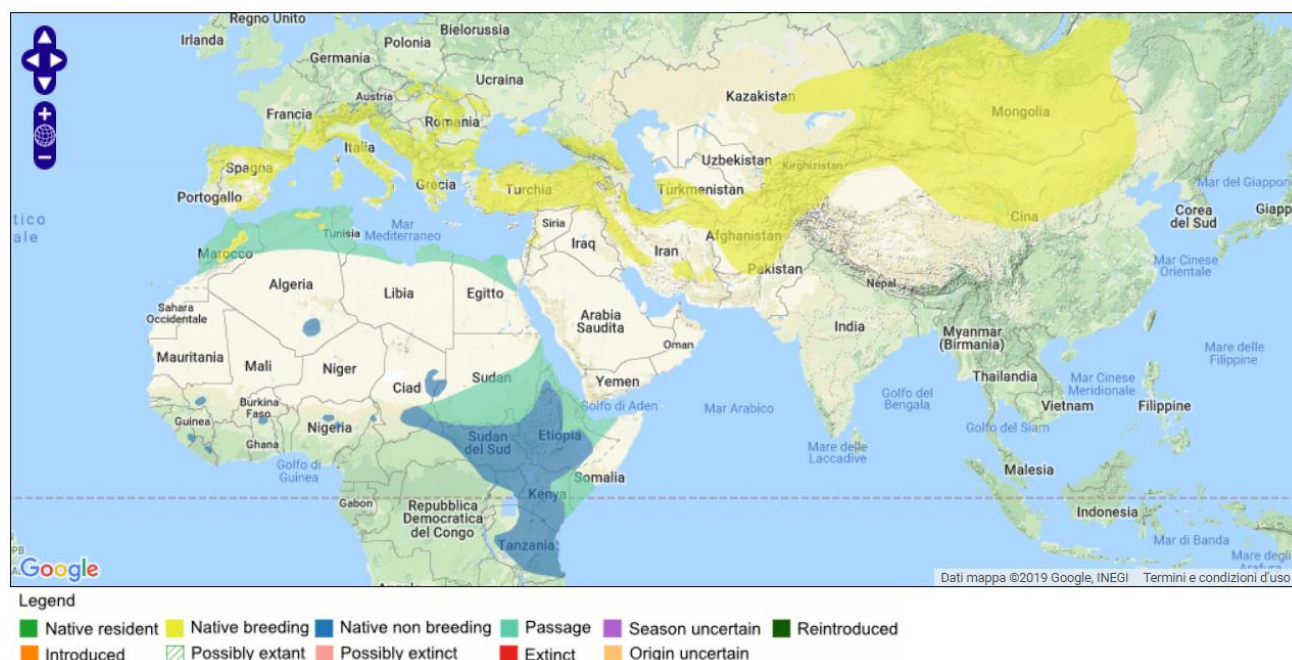 Regno Unito
Irlanda
Bielorussia
Polonia
Germania
Ucraina
Austria
Francia
Romania
Kazakistan
Mongolia
Italia
Spagna
Portogallo
Grecia
Turchia
Uzbekistan
Kirghizistan
Turkmenistan
Mar del Giappone
Corea
del Sud
Giapp
tico
ale
Mar
Mediterraneo
Tunisia
Marocco
Siria
Iraq
Iran
Afghanistan
Pakistan
Cina
Nepal
Mar Cinese
Orientale
Algeria
Libia
Egitto
Sahara
Occidentale
Arabia
Saudita
Oman
India
Myanmar
(Birmania)
Mare delle
Filippine
Mauritania
Mali
Niger
Ciad
Sudan
Yemen
Golfo di Aden
Mar Arabico
Golfo del
Bengala
Thailandia
Mar Cinese
Meridionale
Vietnam
Filippine
Golfo del Siam
Burkina
Faso
Guinea
Ghana
Nigeria
Sudan
del Sud
Etiopia
Mare delle
Laccadive
Golfo di
Guinea
Somalia
Malesia
Gabon
Kenya
Repubblica
Democratica
del Congo
Indonesia
Tanzania
Mar di Banda
Mare degli
Arafura
Google
Dati mappa ©2019 Google, INEGI Termini e condizioni d'uso
Legend
Native resident Native breeding Native non breeding Passage Season uncertain Reintroduced
Introduced Possibly extant Possibly extinct Extinct Origin uncertain